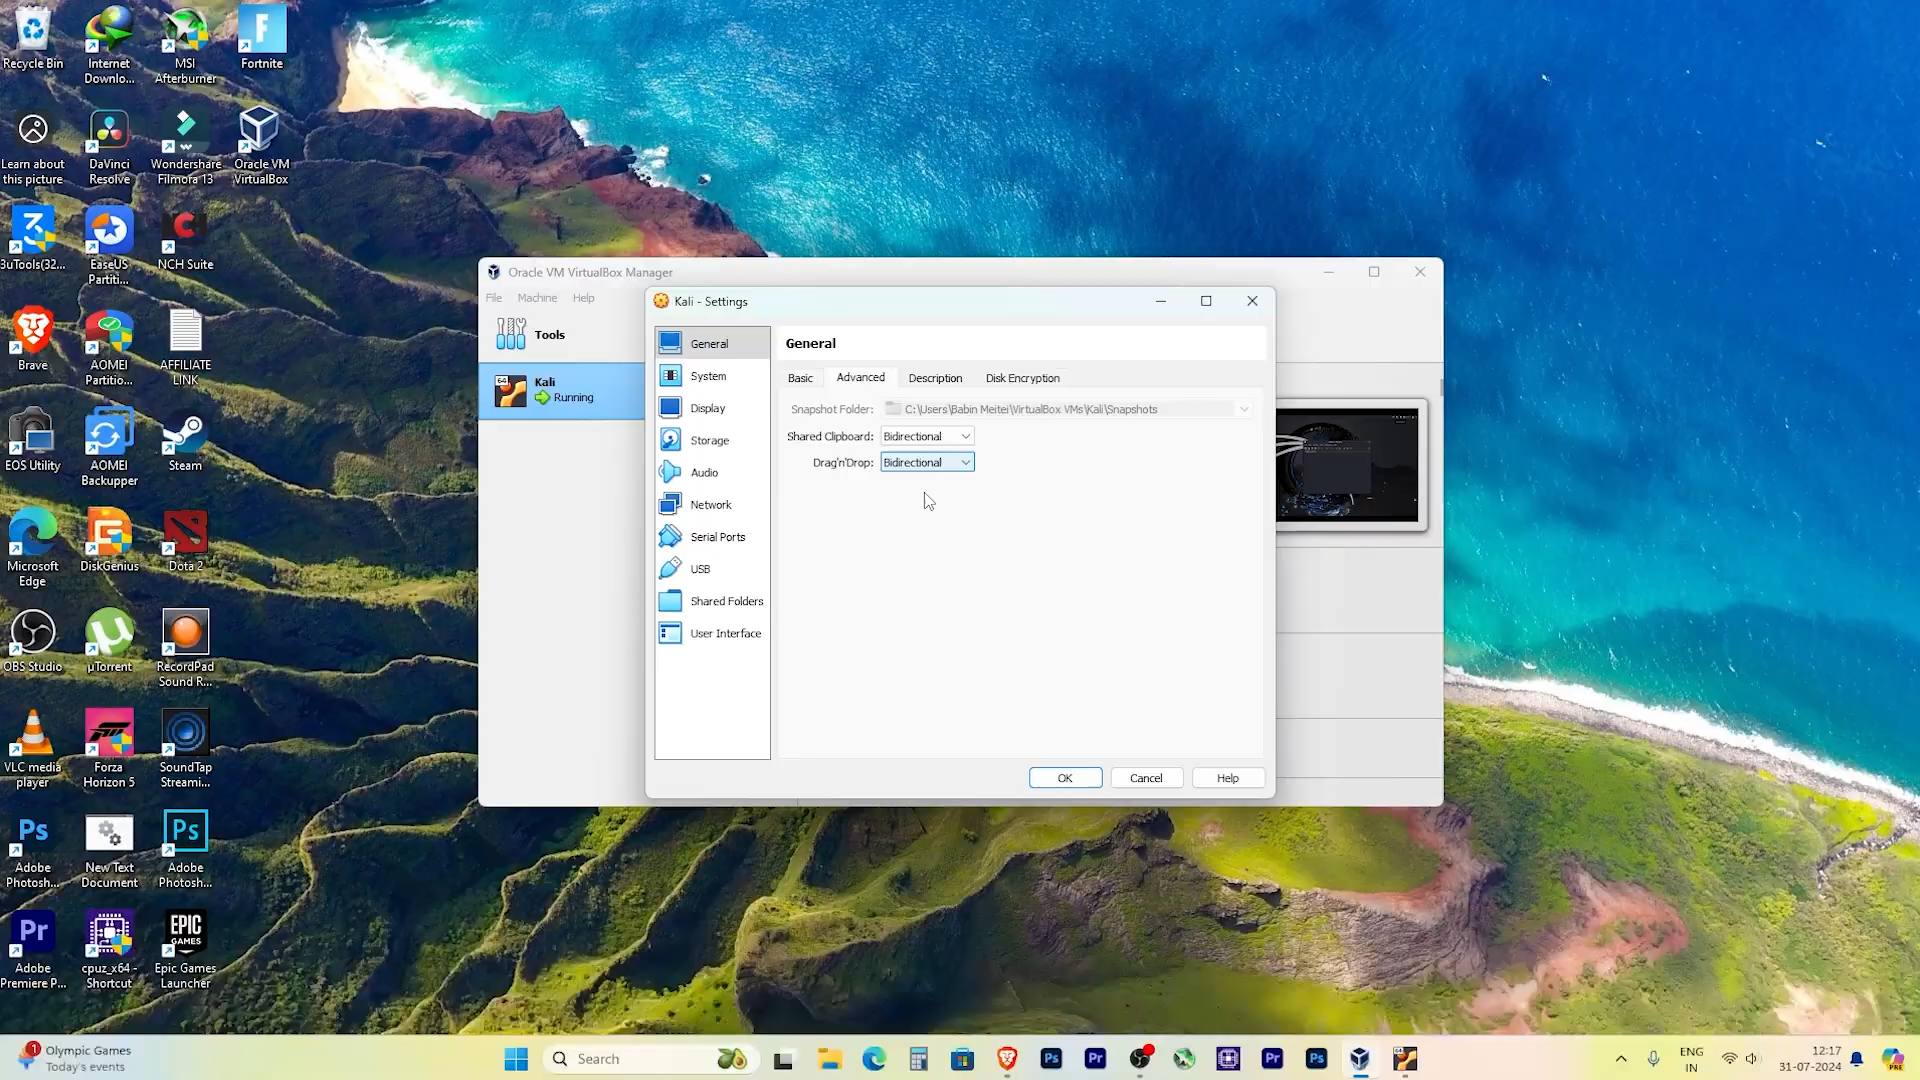 Recycle Bin
Internet
Downlo...
MSI
Afterburner
Fortnite
Learn about
this picture
DaVinci
Resolve
Wondershare
Filmora 13
Oracle VM
VirtualBox
3uTools(32...
EaseUS
Partiti...
NCH Suite
Brave
AOMEI
Partitio...
AFFILIATE
LINK
EOS Utility
AOMEI
Backupper
Steam
Microsoft
Edge
DiskGenius
Dota 2
OBS Studio
µTorrent
RecordPad
Sound R...
VLC media
player
Forza
Horizon 5
SoundTap
Streami...
Adobe
Photosh...
New Text
Document
Adobe
Photosh...
Adobe
Premiere P...
cpuz_x64 -
Shortcut
EPIC
GAMES
Epic Games
Launcher
Oracle VM VirtualBox Manager
File Machine Help
Tools
64
Kali
Running
Kali - Settings
General
System
Display
Storage
Audio
Network
Serial Ports
USB
Shared Folders
User Interface
General
Basic Advanced Description Disk Encryption
Snapshot Folder: C:\Users\Babin Meitei\VirtualBox VMs\Kali\Snapshots
Shared Clipboard: Bidirectional
Drag'n'Drop: Bidirectional
OK Cancel Help
1
Olympic Games
Today's events
Search
ENG
IN
12:17
31-07-2024
PRE